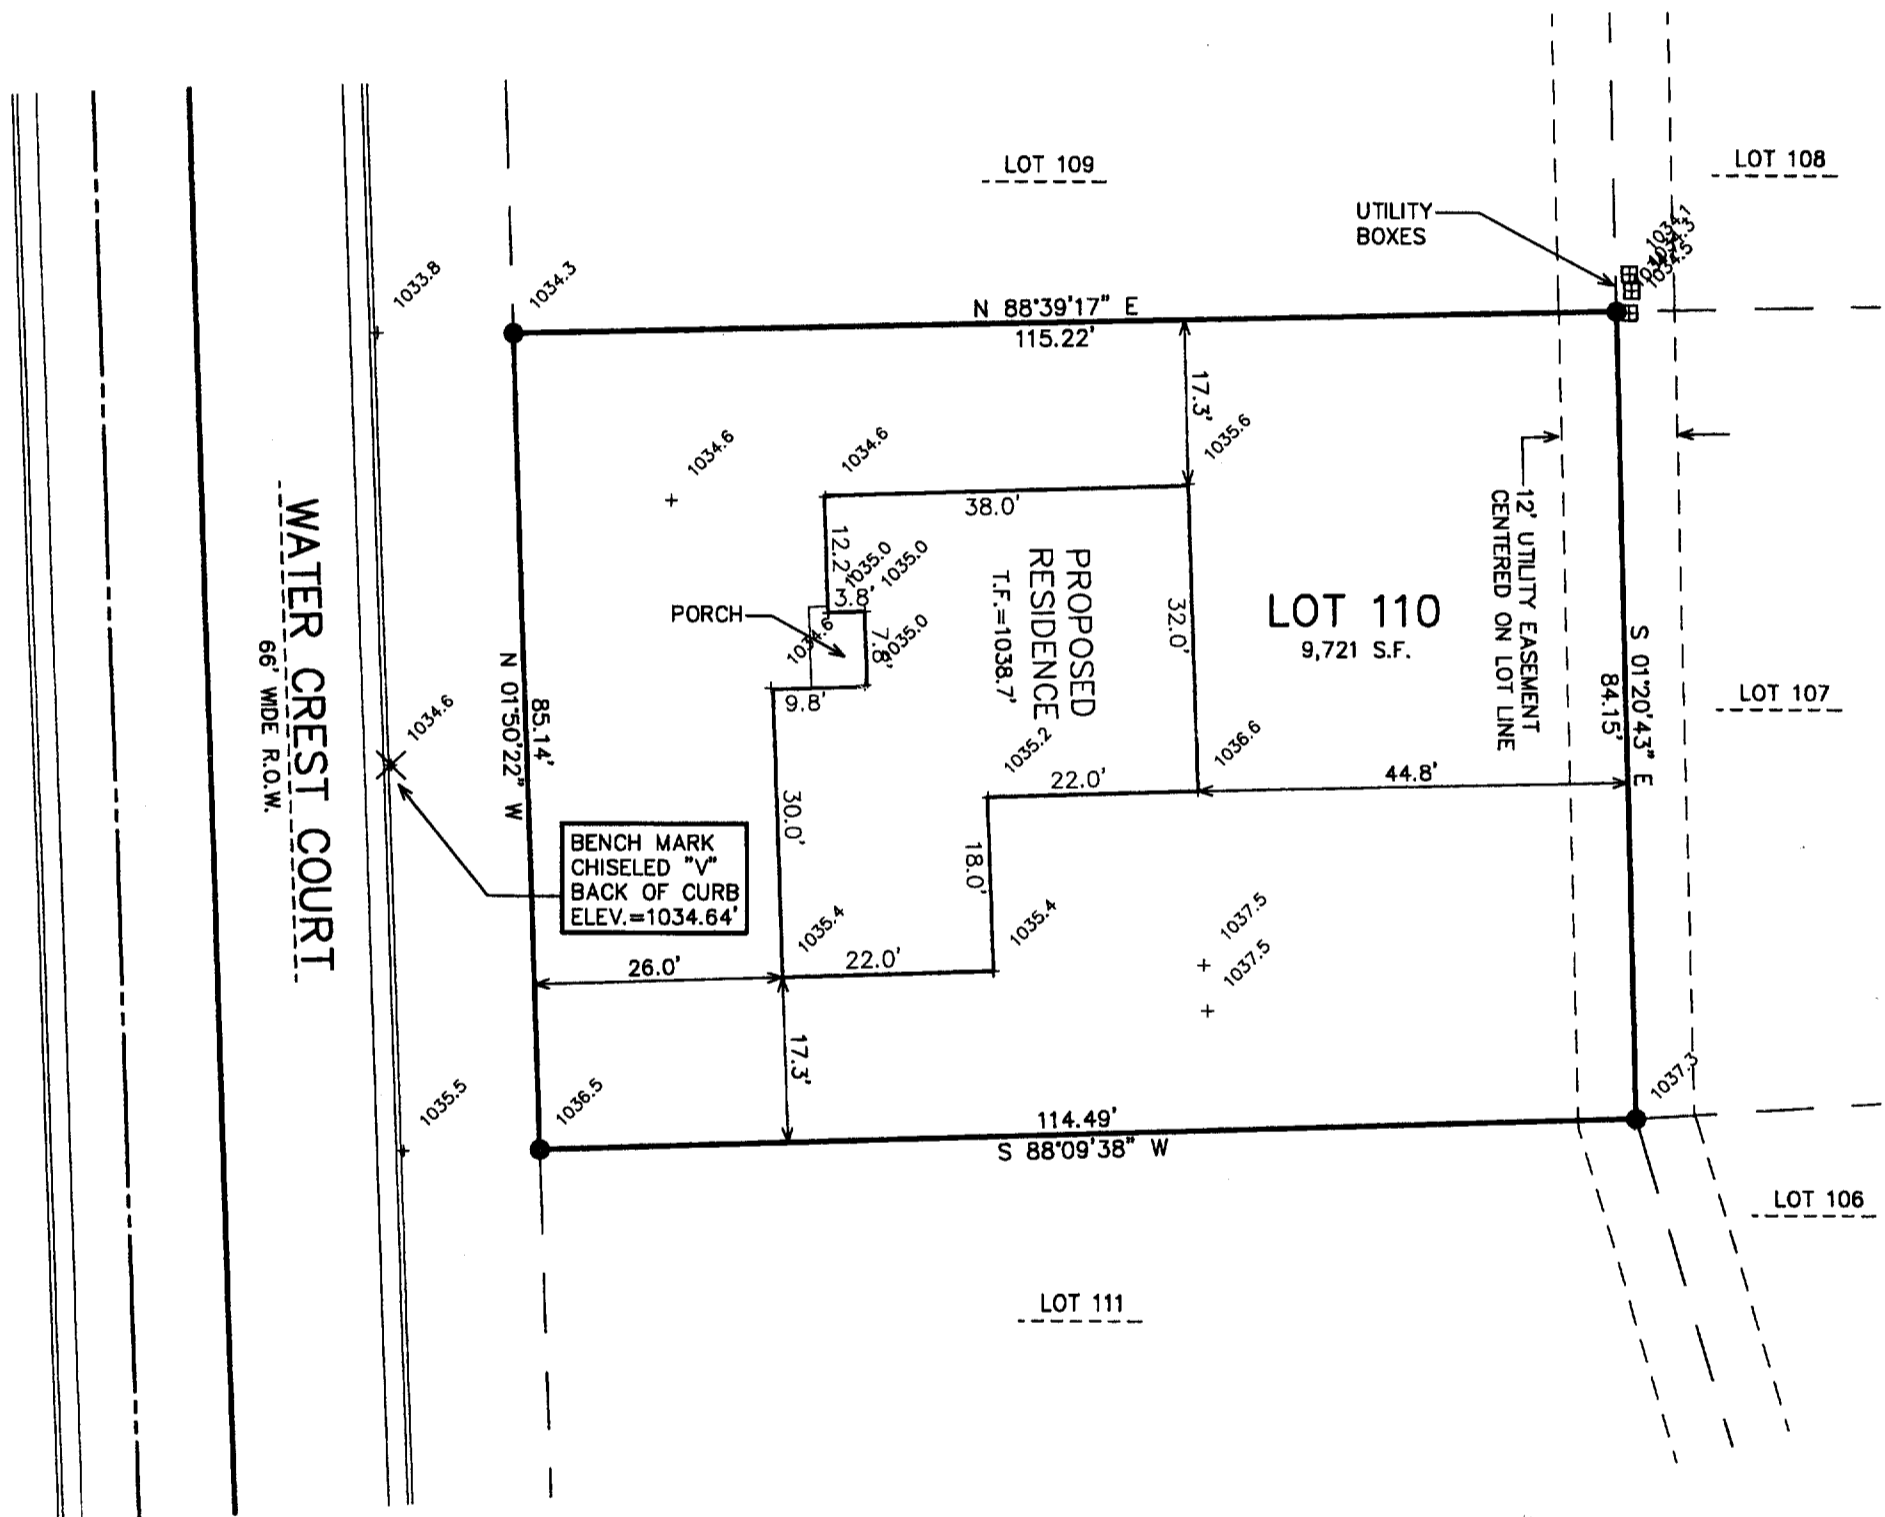 LOT 109
LOT 108
UTILITY
BOXES
1034.3
1034.5
1033.8
1034.3
N 88°39'17" E
115.22'
17.3'
1034.6
1034.6
1035.6
38.0'
12.2'
1035.0
1035.0
3.8'
PORCH
1034.6
7.8'
1035.0
9.8'
PROPOSED
RESIDENCE
T.F.=1038.7'
32.0'
LOT 110
9,721 S.F.
12' UTILITY EASEMENT
CENTERED ON LOT LINE
S 01°20'43" E
84.15'
LOT 107
WATER CREST COURT
66' WIDE R.O.W.
1034.6
N 01°50'22" W
85.14'
1035.2
1036.6
22.0'
44.8'
30.0'
18.0'
BENCH MARK
CHISELED "V"
BACK OF CURB
ELEV.=1034.64'
1035.4
1035.4
1037.5
1037.5
26.0'
22.0'
17.3'
1035.5
1036.5
1037.3
114.49'
S 88°09'38" W
LOT 106
LOT 111